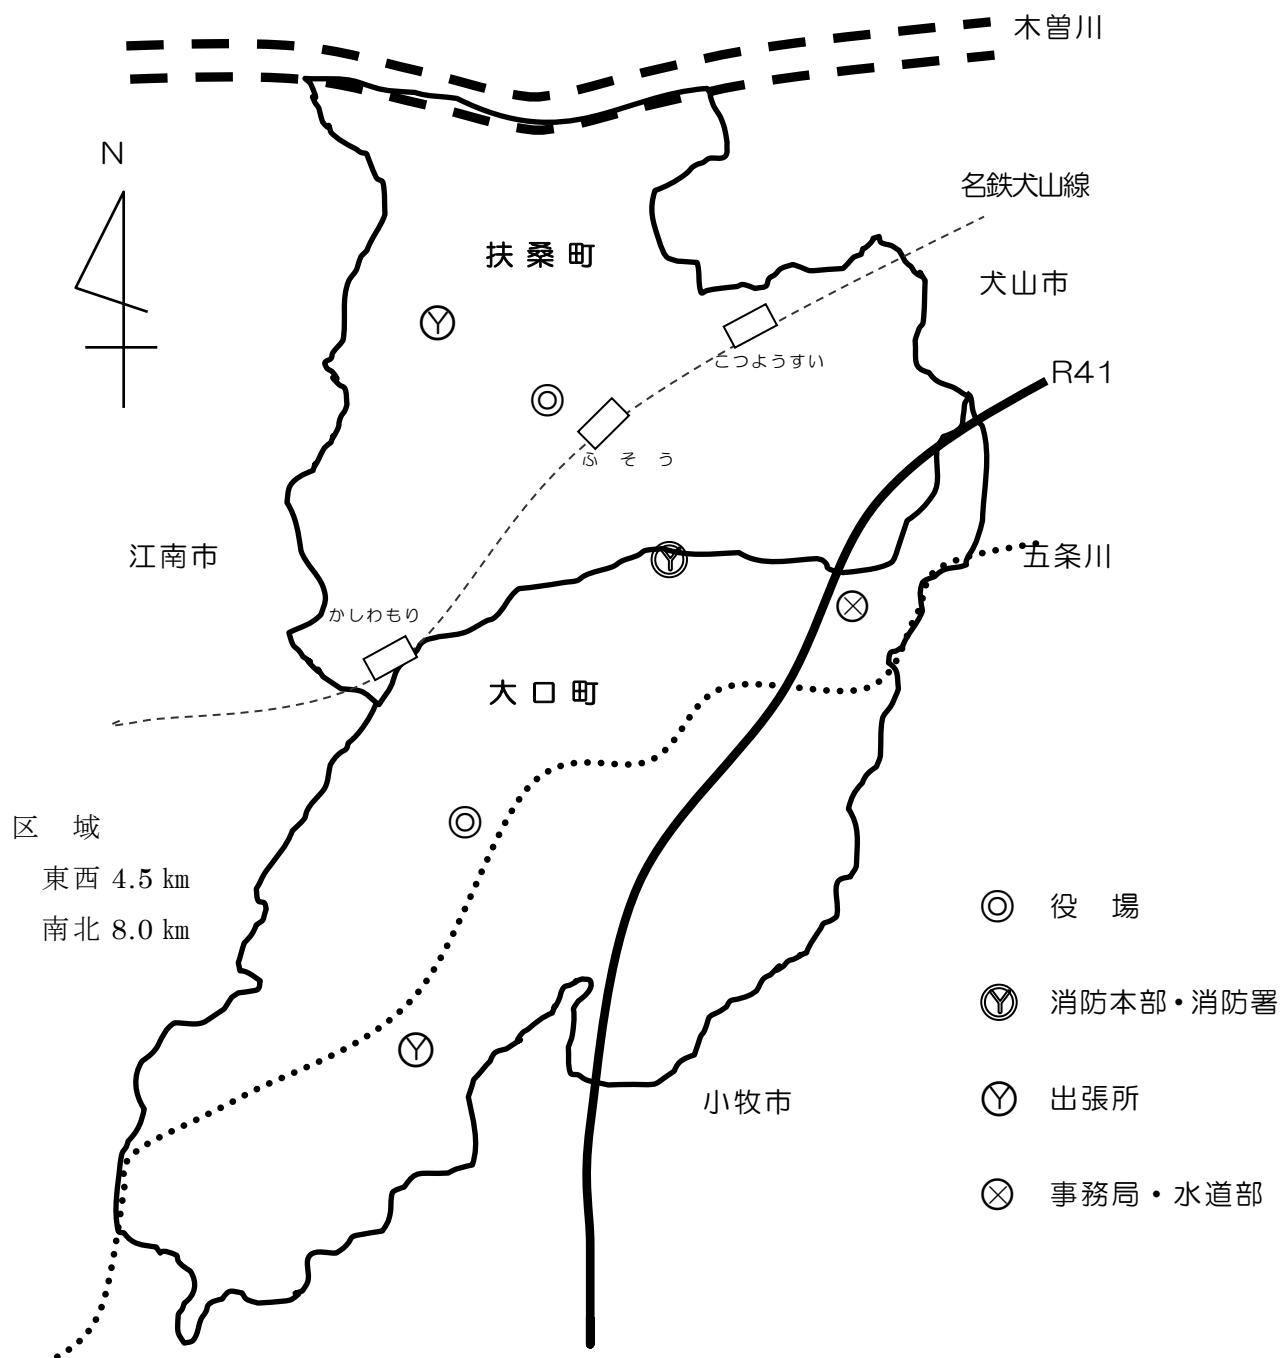 木曽川
N
名鉄犬山線
扶桑町
犬山市
こつようすい
R41
ふそう
江南市
五条川
かしわもり
大口町
区　域
東西 4.5 ㎞
南北 8.0 ㎞
役　場
消防本部・消防署
小牧市
出張所
事務局・水道部